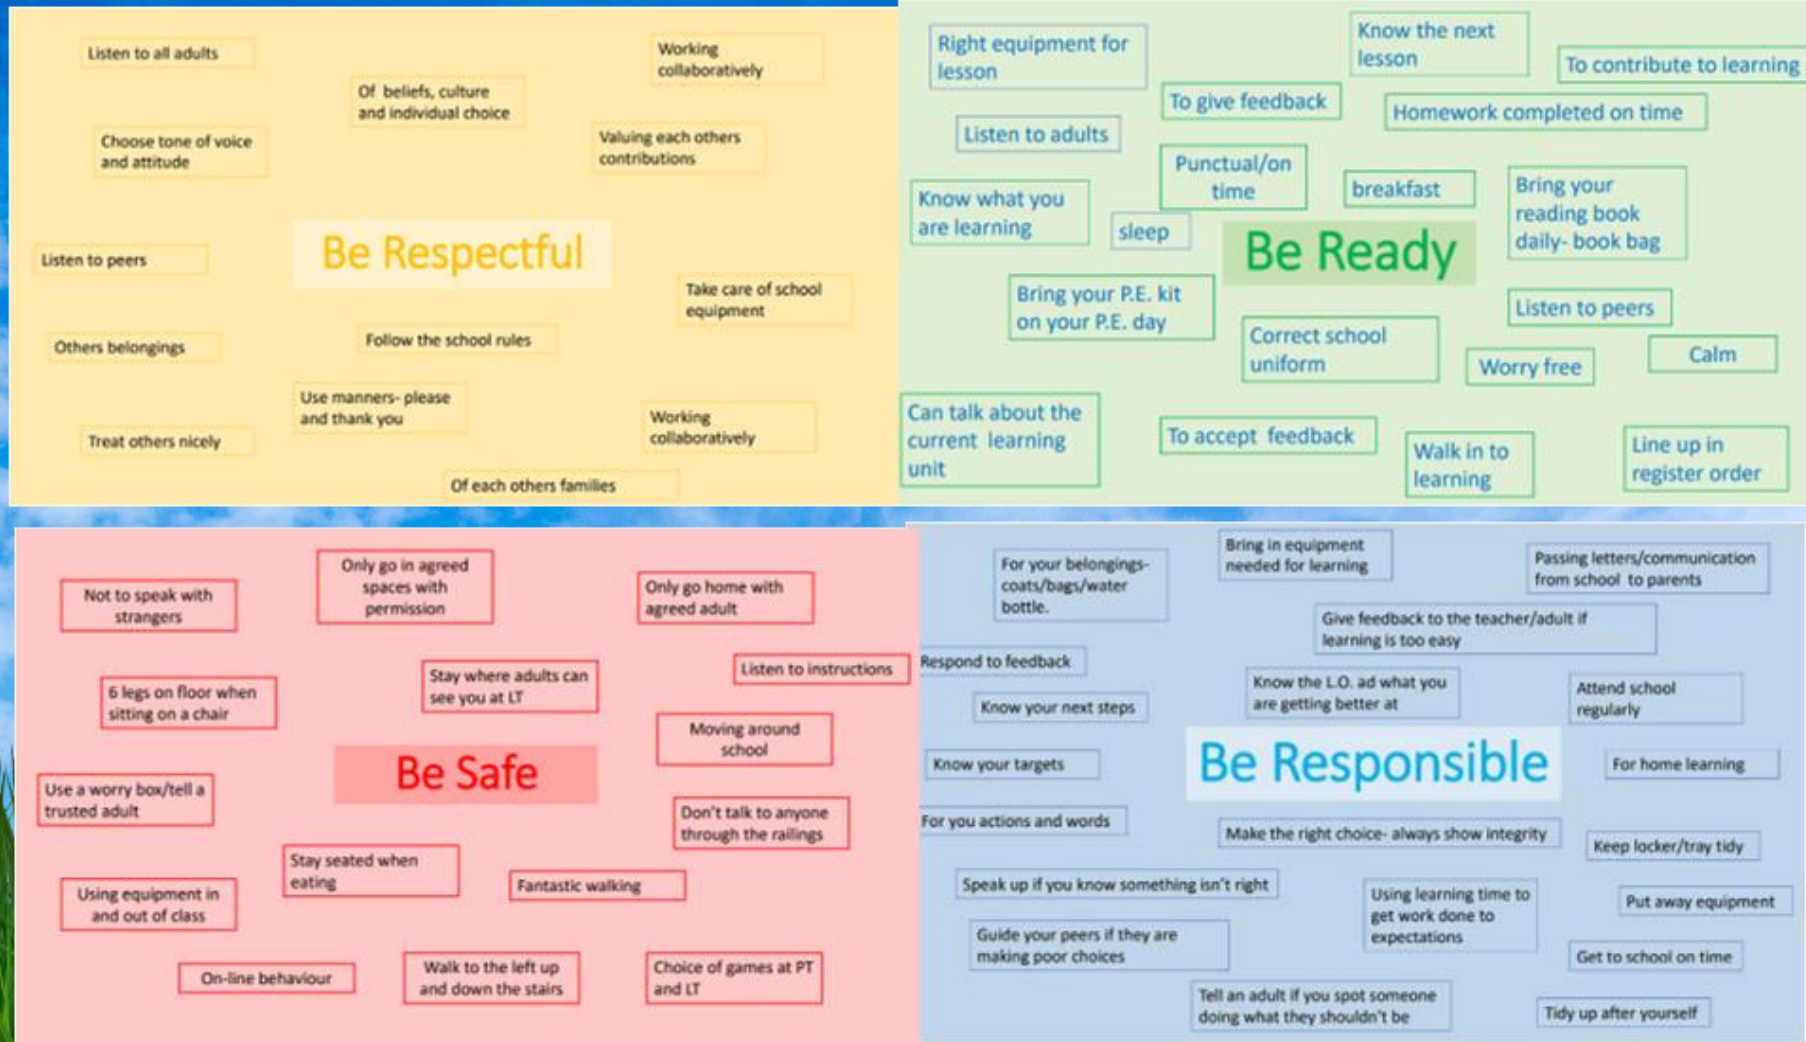 Listen to all adults
Of beliefs, culture
and individual choice
Working
collaboratively
Choose tone of voice
and attitude
Valuing each others
contributions
Be Respectful
Listen to peers
Take care of school
equipment
Others belongings
Follow the school rules
Use manners- please
and thank you
Working
collaboratively
Treat others nicely
Of each others families
Right equipment for
lesson
Know the next
lesson
To contribute to learning
To give feedback
Homework completed on time
Listen to adults
Punctual/on
time
breakfast
Bring your
reading book
daily- book bag
Know what you
are learning
sleep
Be Ready
Bring your P.E. kit
on your P.E. day
Listen to peers
Correct school
uniform
Worry free
Calm
Can talk about the
current learning
unit
To accept feedback
Walk in to
learning
Line up in
register order
Not to speak with
strangers
Only go in agreed
spaces with
permission
Only go home with
agreed adult
6 legs on floor when
sitting on a chair
Stay where adults can
see you at LT
Listen to instructions
Moving around
school
Be Safe
Use a worry box/tell a
trusted adult
Don't talk to anyone
through the railings
Stay seated when
eating
Fantastic walking
Using equipment in
and out of class
On-line behaviour
Walk to the left up
and down the stairs
Choice of games at PT
and LT
For your belongings-
coats/bags/water
bottle.
Bring in equipment
needed for learning
Passing letters/communication
from school to parents
Give feedback to the teacher/adult if
learning is too easy
Respond to feedback
Know the L.O. ad what you
are getting better at
Attend school
regularly
Know your next steps
Be Responsible
Know your targets
For home learning
For you actions and words
Make the right choice- always show integrity
Keep locker/tray tidy
Speak up if you know something isn't right
Using learning time to
get work done to
expectations
Put away equipment
Guide your peers if they are
making poor choices
Get to school on time
Tell an adult if you spot someone
doing what they shouldn't be
Tidy up after yourself